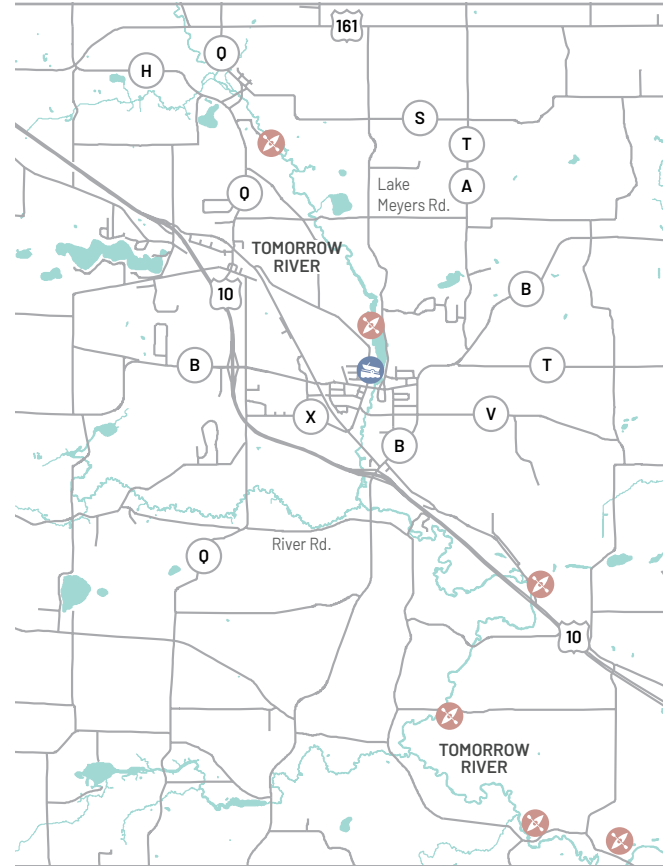 161
Q
H
S
T
Lake
Meyers Rd.
A
Q
TOMORROW
RIVER
B
10
B
T
X
V
B
River Rd.
Q
10
TOMORROW
RIVER